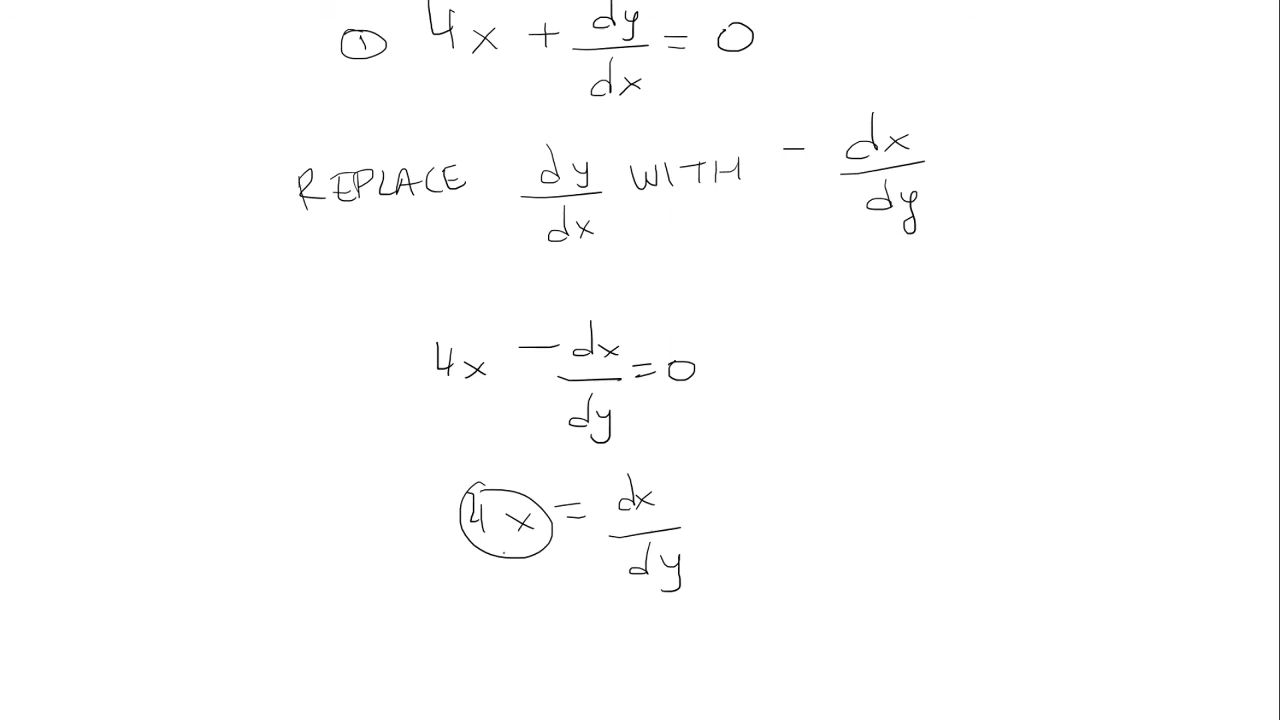 ① 4x + dy/dx = 0
REPLACE dy/dx WITH - dx/dy
4x - dx/dy = 0
4x = dx/dy